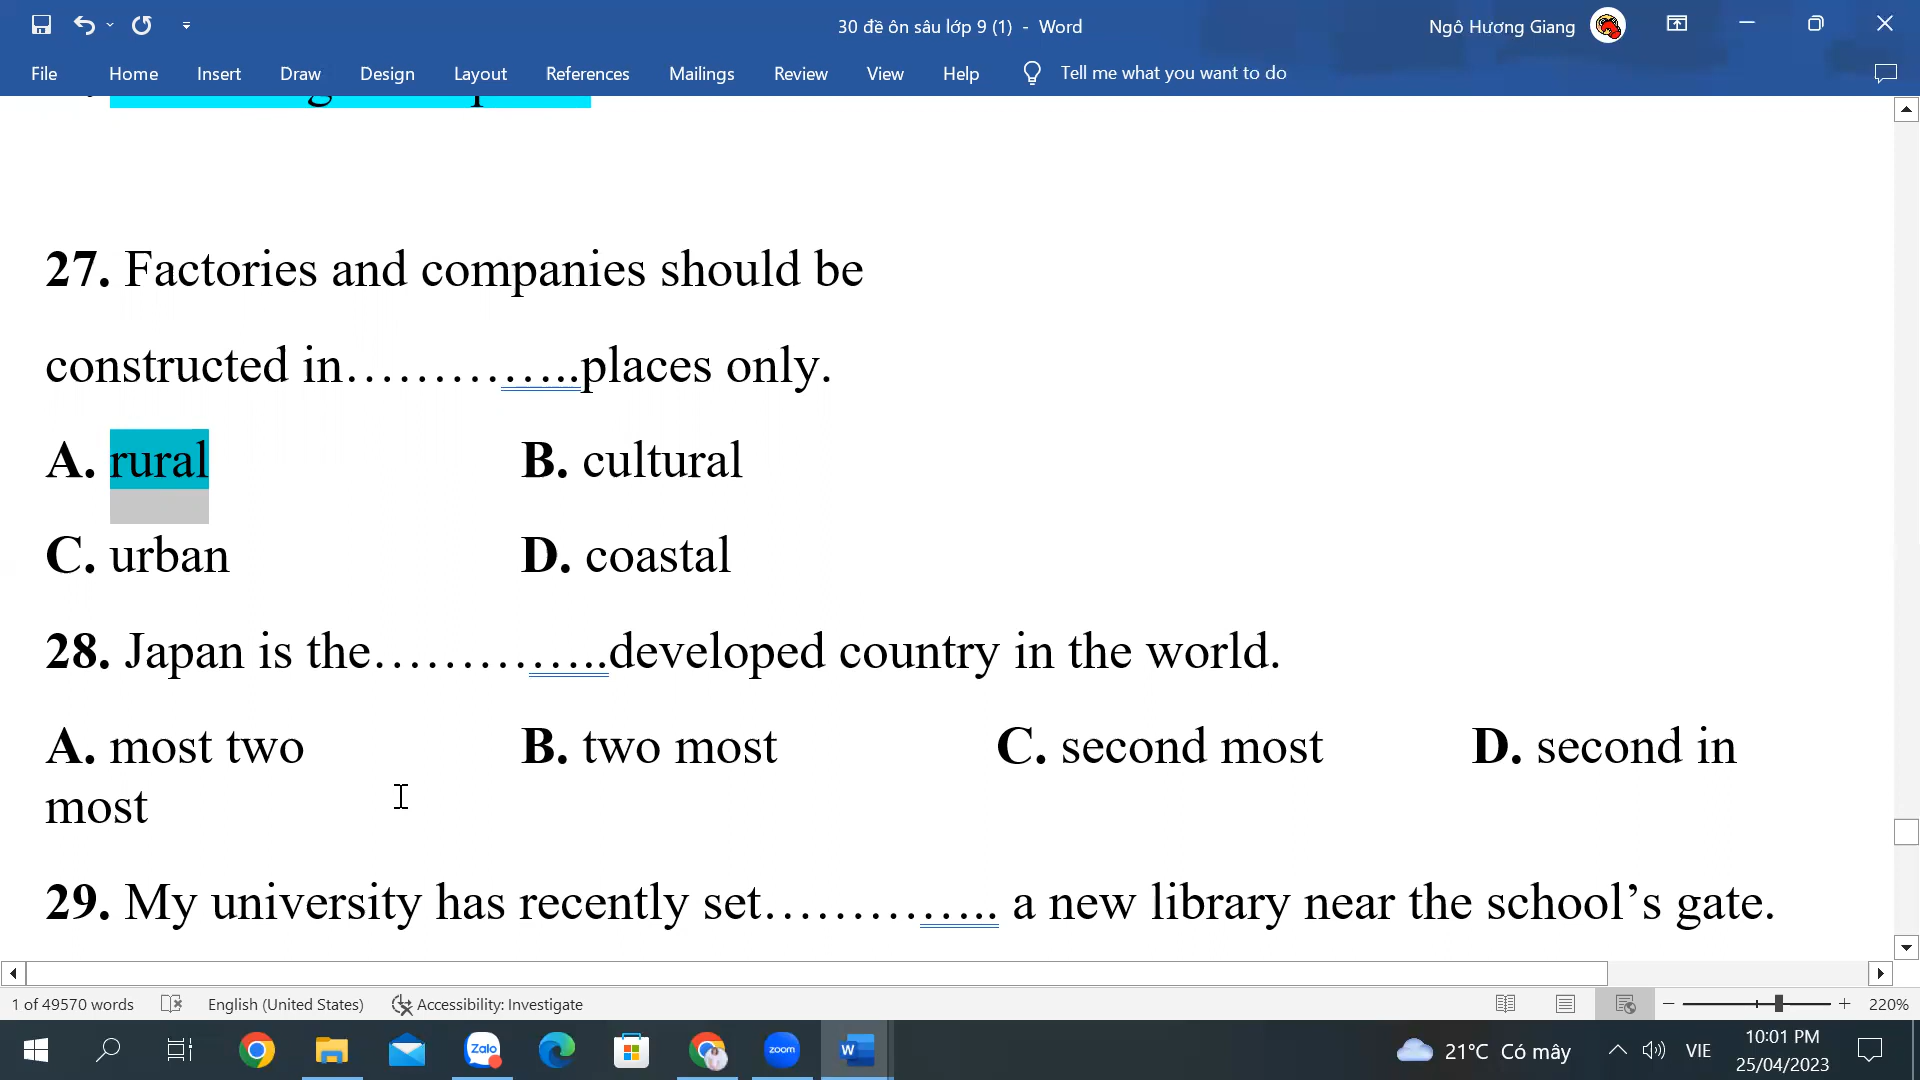 30 đề ôn sâu lớp 9 (1) - Word
Ngô Hương Giang
File Home Insert Draw Design Layout References Mailings Review View Help Tell me what you want to do
27. Factories and companies should be
constructed in…………..places only.
A. rural B. cultural
C. urban D. coastal
28. Japan is the…………..developed country in the world.
A. most two B. two most C. second most D. second in
most
29. My university has recently set………….. a new library near the school’s gate.
1 of 49570 words English (United States) Accessibility: Investigate 220%
Zalo zoom W 21°C Có mây VIE 10:01 PM
25/04/2023